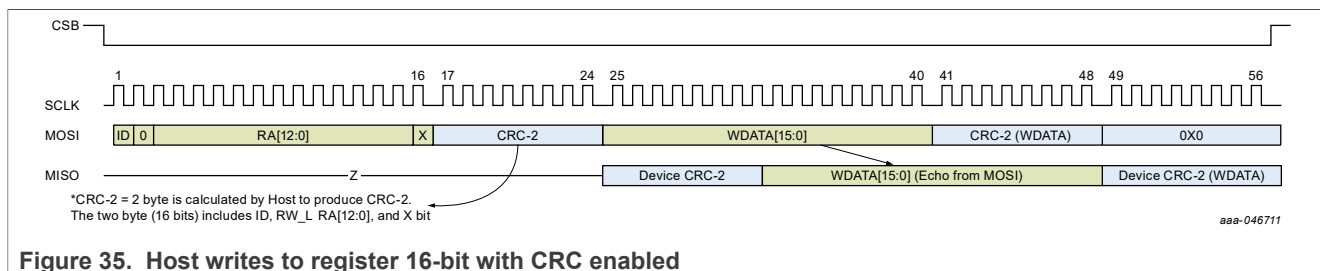 CSB
1 16 17 24 25 40 41 48 49 56
SCLK
MOSI ID 0 RA[12:0] X CRC-2 WDATA[15:0] CRC-2 (WDATA) 0X0
MISO Z Device CRC-2 WDATA[15:0] (Echo from MOSI) Device CRC-2 (WDATA)
*CRC-2 = 2 byte is calculated by Host to produce CRC-2.
The two byte (16 bits) includes ID, RW_L RA[12:0], and X bit
aaa-046711
Figure 35. Host writes to register 16-bit with CRC enabled